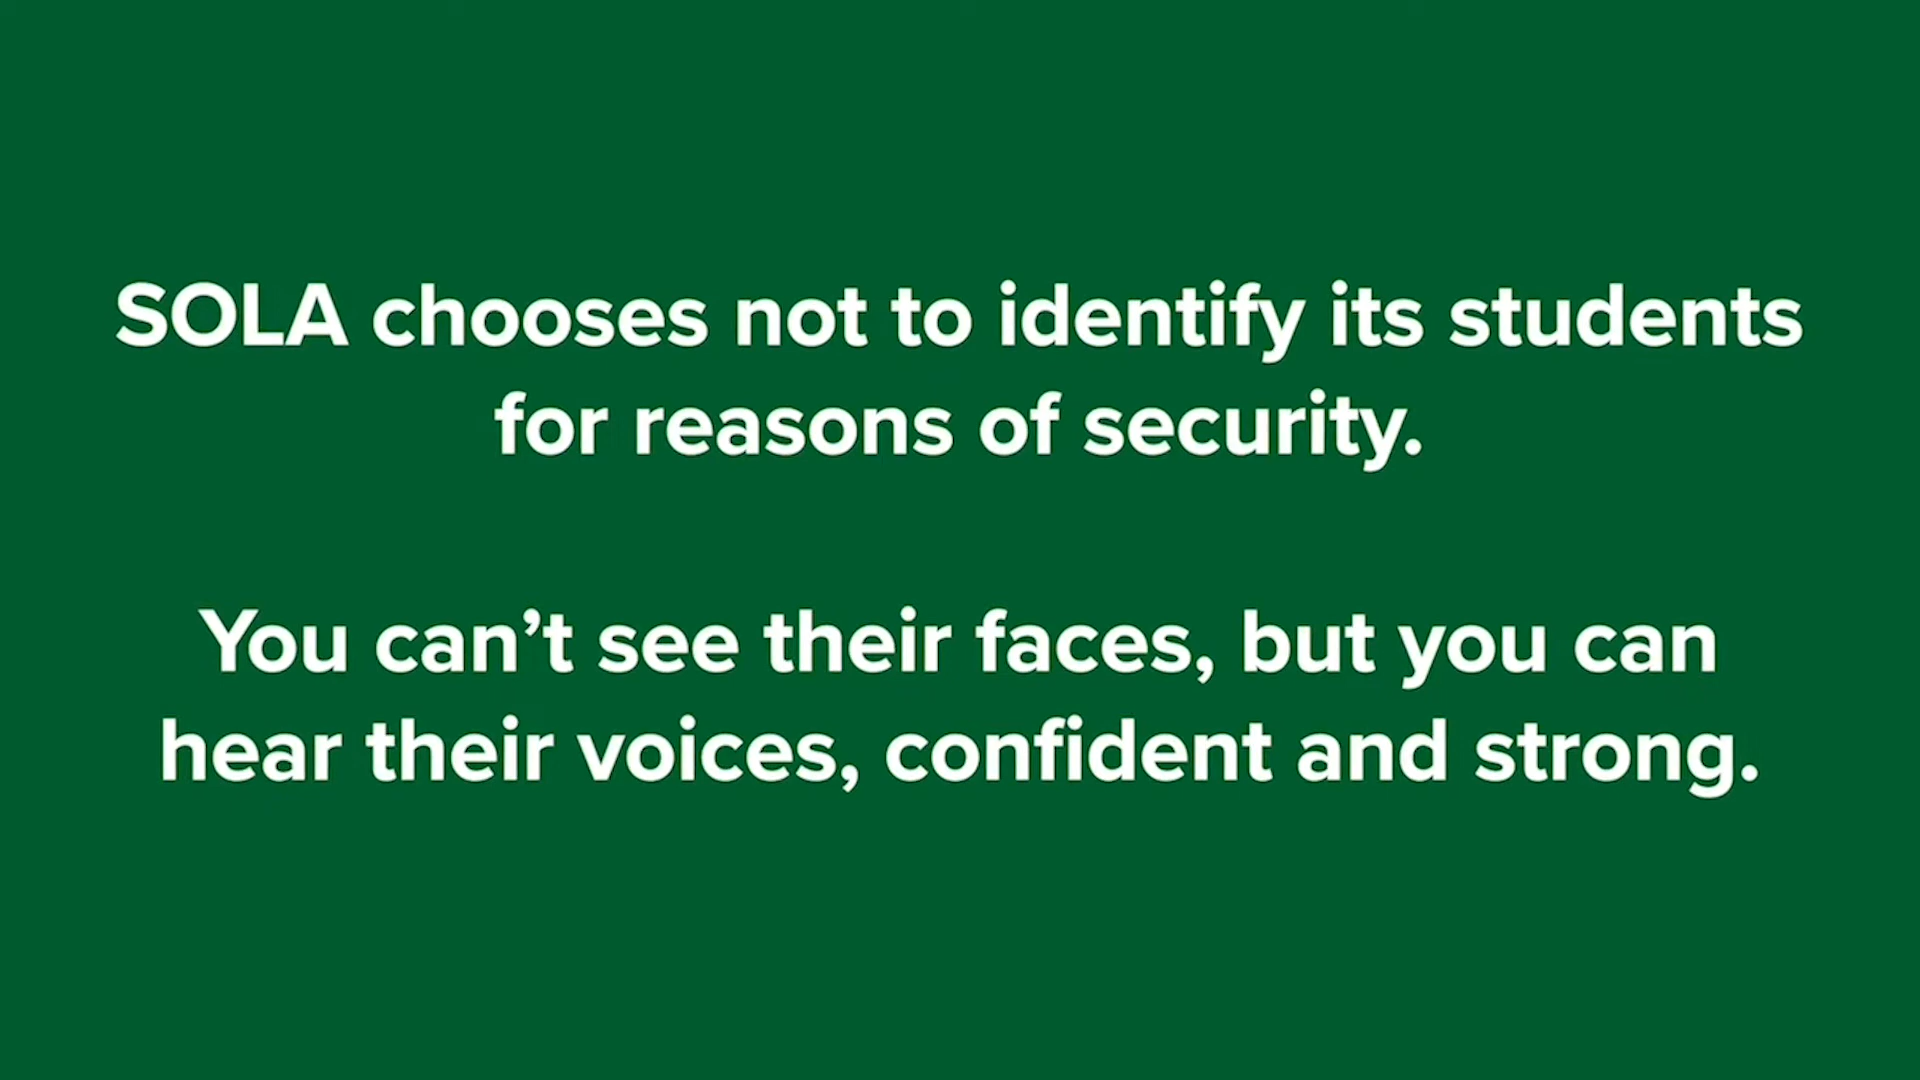 SOLA chooses not to identify its students
for reasons of security.
You can’t see their faces, but you can
hear their voices, confident and strong.